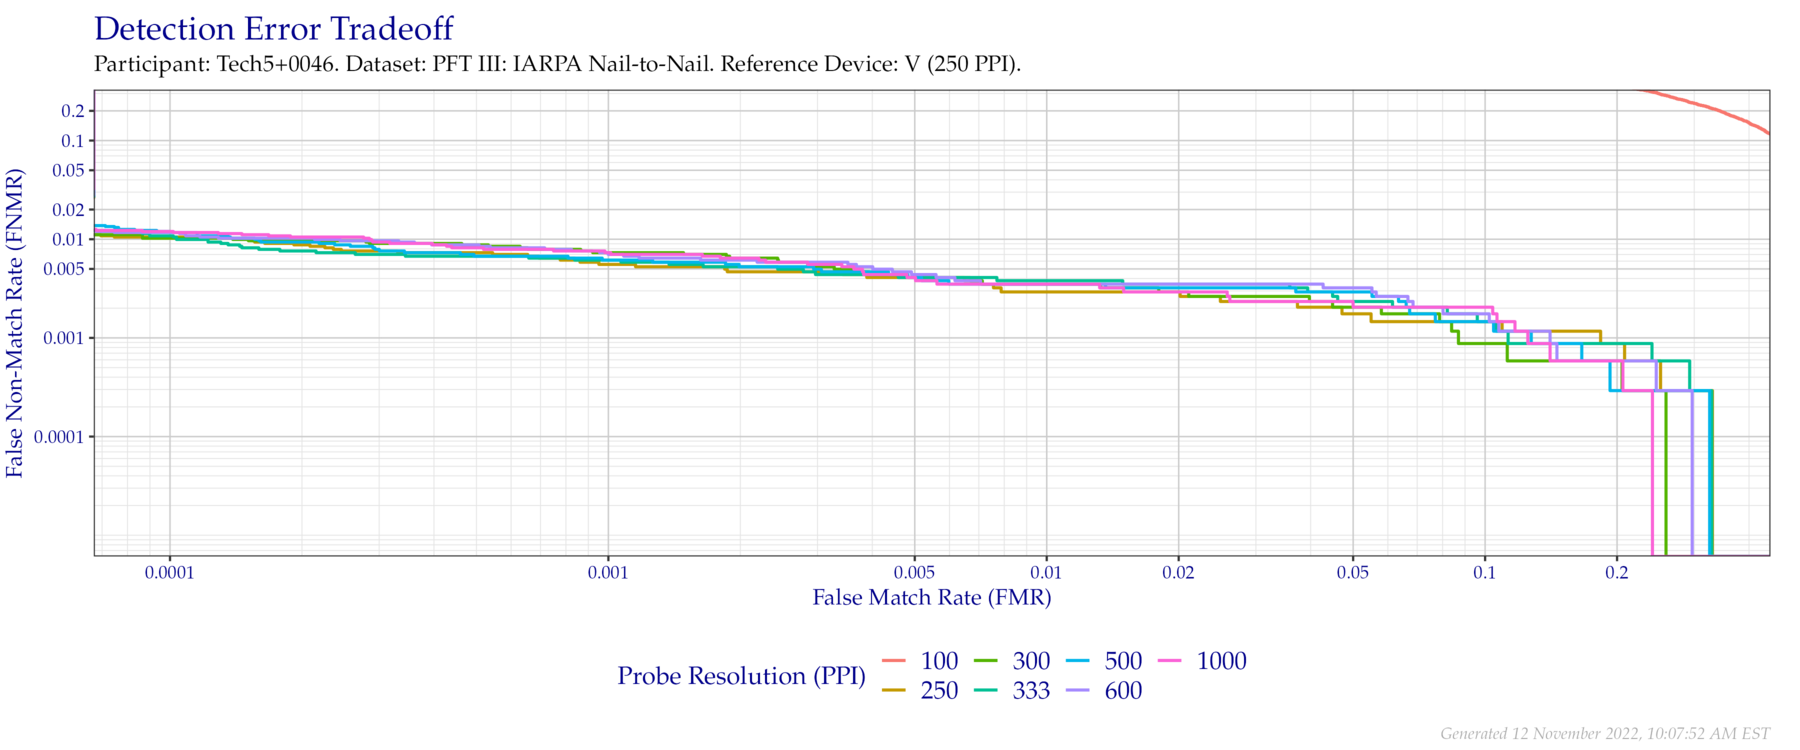 Detection Error Tradeoff
Participant: Tech5+0046. Dataset: PFT III: IARPA Nail-to-Nail. Reference Device: V (250 PPI).
False Non-Match Rate (FNMR)
0.2
0.1
0.05
0.02
0.01
0.005
0.001
0.0001
0.0001 0.001 0.005 0.01 0.02 0.05 0.1 0.2
False Match Rate (FMR)
Probe Resolution (PPI)
100 300 500 1000
250 333 600
Generated 12 November 2022, 10:07:52 AM EST